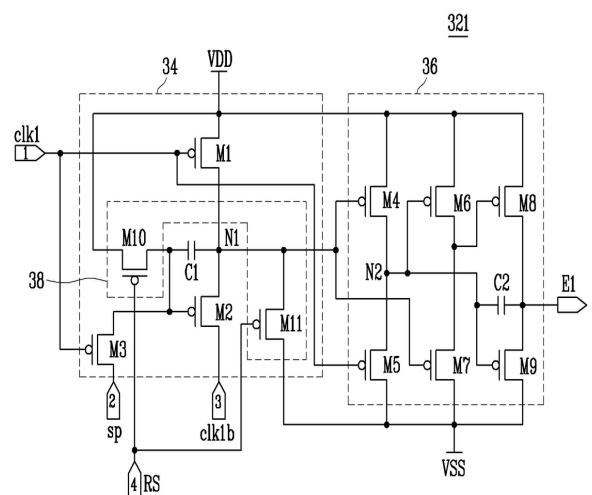 321
34
VDD
36
clk1
1
M1
M4
M6
M8
M10
N1
C1
N2
C2
E1
38
M2
M11
M3
M5
M7
M9
2
3
sp
clk1b
VSS
4
RS